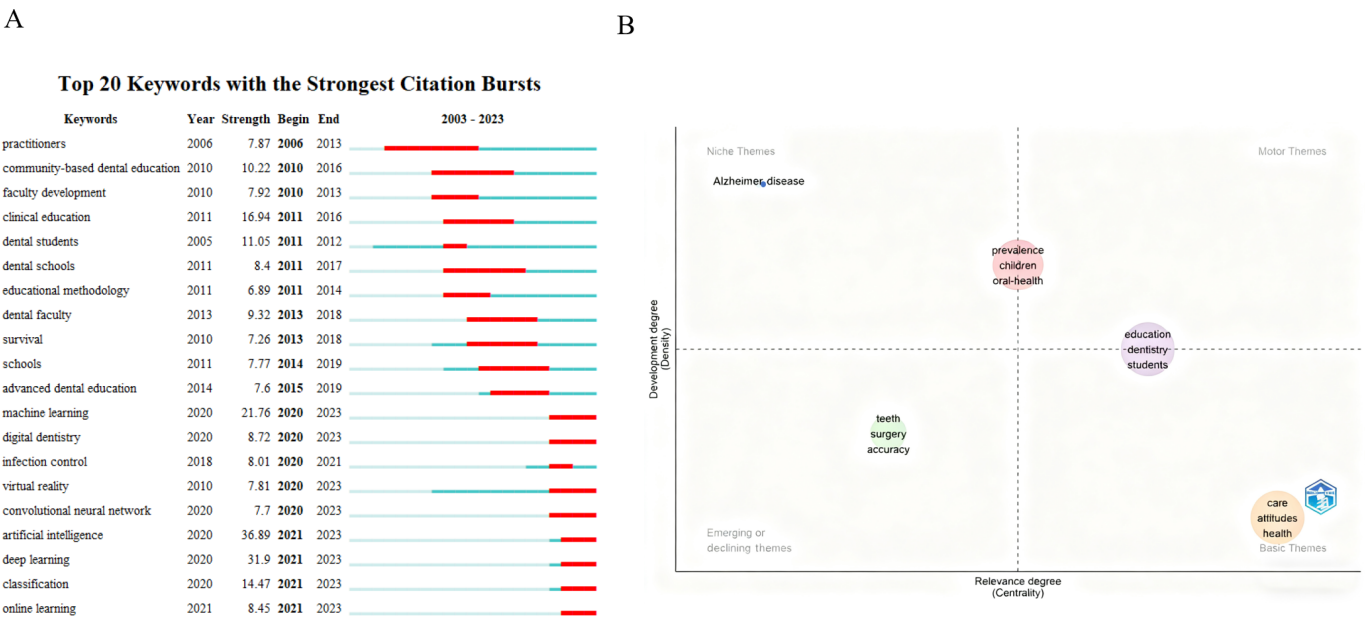 A
B
Top 20 Keywords with the Strongest Citation Bursts
Keywords Year Strength Begin End 2003 - 2023
practitioners 2006 7.87 2006 2013
community-based dental education 2010 10.22 2010 2016
faculty development 2010 7.92 2010 2013
clinical education 2011 16.94 2011 2016
dental students 2005 11.05 2011 2012
dental schools 2011 8.4 2011 2017
educational methodology 2011 6.89 2011 2014
dental faculty 2013 9.32 2013 2018
survival 2010 7.26 2013 2018
schools 2011 7.77 2014 2019
advanced dental education 2014 7.6 2015 2019
machine learning 2020 21.76 2020 2023
digital dentistry 2020 8.72 2020 2023
infection control 2018 8.01 2020 2021
virtual reality 2010 7.81 2020 2023
convolutional neural network 2020 7.7 2020 2023
artificial intelligence 2020 36.89 2021 2023
deep learning 2020 31.9 2021 2023
classification 2020 14.47 2021 2023
online learning 2021 8.45 2021 2023
Niche Themes
Motor Themes
Alzheimer disease
prevalence
children
oral-health
education
dentistry
students
teeth
surgery
accuracy
care
attitudes
health
Emerging or
declining themes
Basic Themes
Development degree
(Density)
Relevance degree
(Centrality)